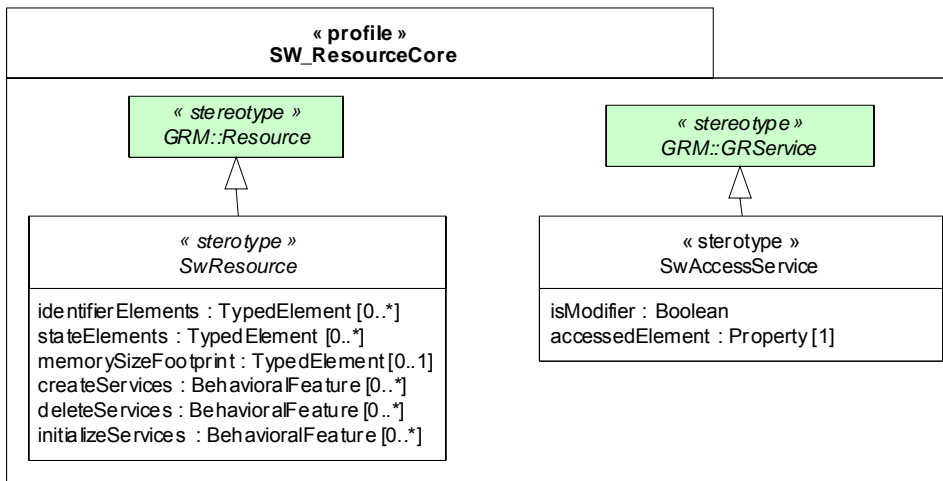 « profile »
SW_ResourceCore
« stereotype »
GRM::Resource
« stereotype »
GRM::GRService
« sterotype »
SwResource
identifierElements : TypedElement [0..*]
stateElements : TypedElement [0..*]
memorySizeFootprint : TypedElement [0..1]
createServices : BehavioralFeature [0..*]
deleteServices : BehavioralFeature [0..*]
initializeServices : BehavioralFeature [0..*]
« sterotype »
SwAccessService
isModifier : Boolean
accessedElement : Property [1]